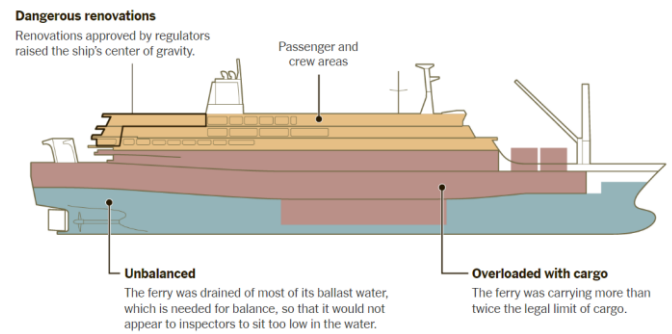 Dangerous renovations
Renovations approved by regulators
raised the ship's center of gravity.
Passenger and
crew areas
Unbalanced
The ferry was drained of most of its ballast water,
which is needed for balance, so that it would not
appear to inspectors to sit too low in the water.
Overloaded with cargo
The ferry was carrying more than
twice the legal limit of cargo.